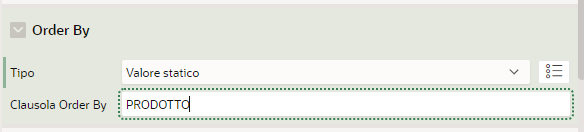 Order By
Tipo Valore statico
Clausola Order By PRODOTTO